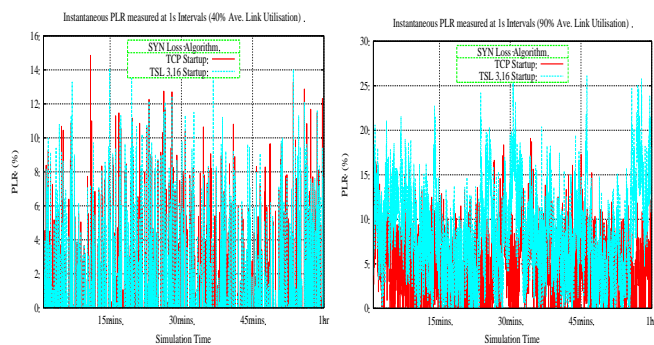 Instantaneous PLR measured at 1s Intervals (40% Ave. Link Utilisation)
SYN Loss Algorithm
TCP Startup
TSL 3,16 Startup
16
14
12
10
8
6
4
2
0
PLR (%)
15mins.
30mins.
45mins.
1hr
Simulation Time
Instantaneous PLR measured at 1s Intervals (90% Ave. Link Utilisation)
SYN Loss Algorithm
TCP Startup
TSL 3,16 Startup
30
25
20
15
10
5
0
PLR (%)
15mins.
30mins.
45mins.
1h
Simulation Time